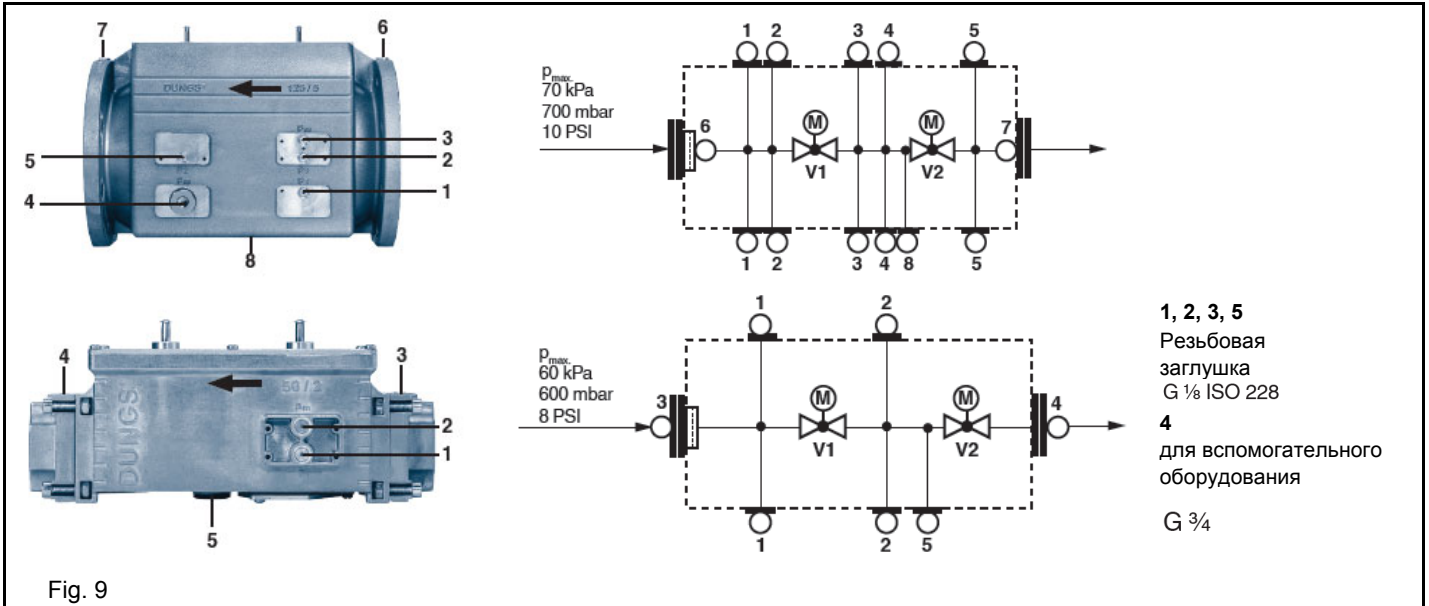 7
6
DUNGS
125/5
3
5
2
4
1
8
p max.
70 kPa
700 mbar
10 PSI
1 2 3 4 5
6
M
M
7
V1
V2
1 2 3 4 8 5
4
3
DUNGS
50 / 2
2
1
5
p max.
60 kPa
600 mbar
8 PSI
1 2
3
M
M
4
V1
V2
1 2 5
1, 2, 3, 5
Резьбовая
заглушка
G ⅛ ISO 228
4
для вспомогательного
оборудования
G ¾
Fig. 9